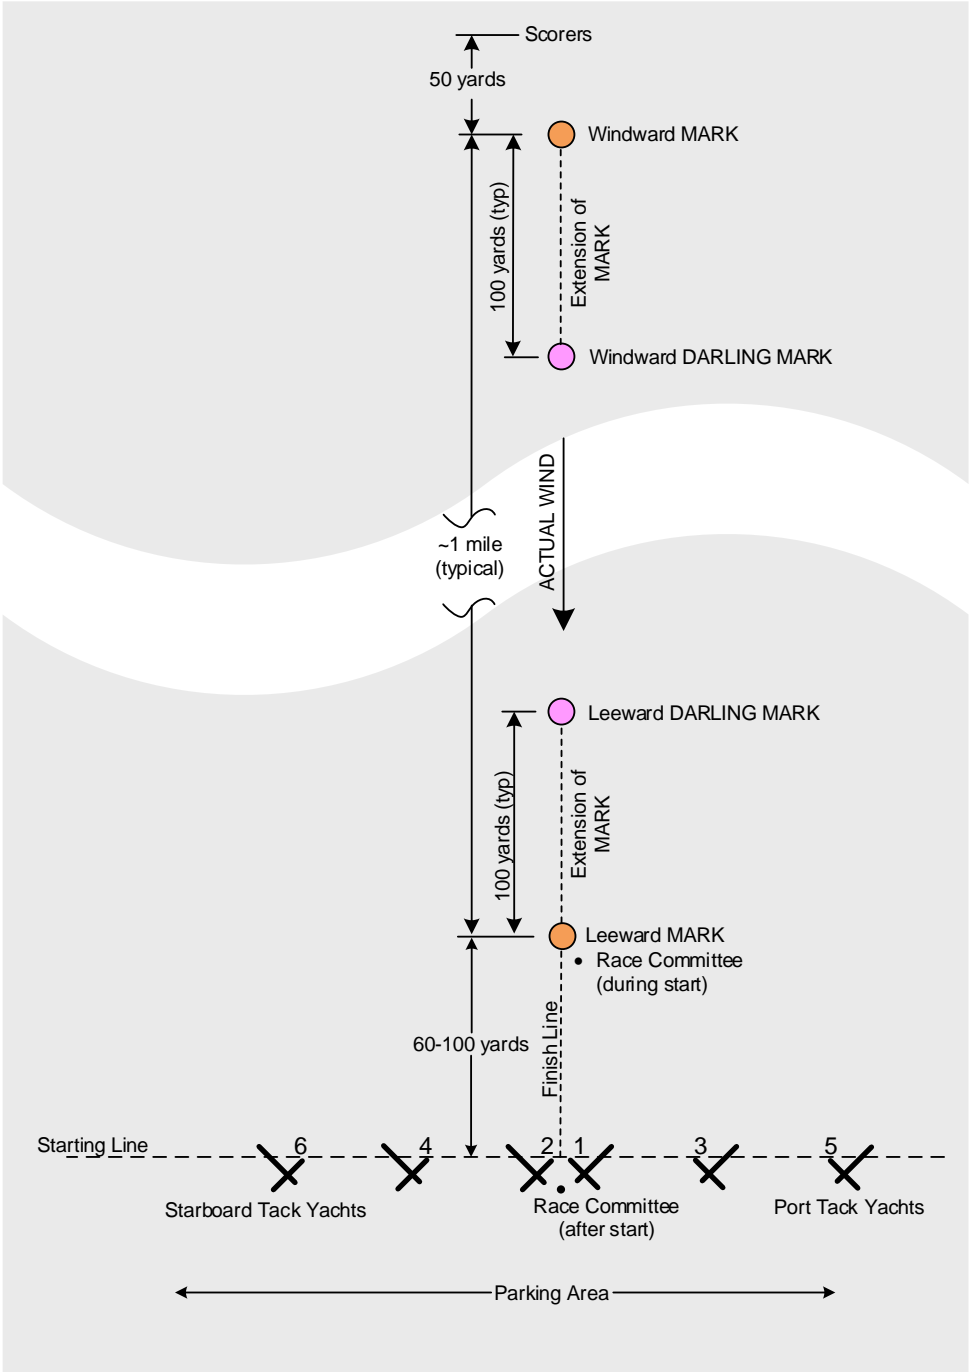 Scorers
50 yards
Windward MARK
100 yards (typ)
Extension of
MARK
Windward DARLING MARK
ACTUAL WIND
~1 mile
(typical)
Leeward DARLING MARK
100 yards (typ)
Extension of
MARK
Leeward MARK
• Race Committee
(during start)
60-100 yards
Finish Line
Starting Line
6 4 2 1 3 5
Starboard Tack Yachts
Race Committee
(after start)
Port Tack Yachts
Parking Area